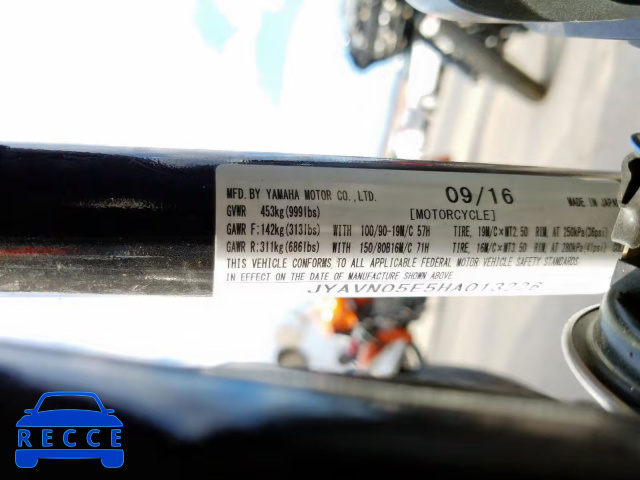 MFD. BY YAMAHA MOTOR CO.,LTD. 09/16 MADE IN JAPAN
GVWR 453kg(999lbs) [MOTORCYCLE]
GAWR F:142kg(313lbs) WITH 100/90-19M/C 57H TIRE, 19M/C×MT2.50 RIM, AT 250kPa(36psi)
GAWR R:311kg(686lbs) WITH 150/80B16M/C 71H TIRE, 16M/C×MT3.50 RIM, AT 280kPa(41psi)
THIS VEHICLE CONFORMS TO ALL APPLICABLE FEDERAL MOTOR VEHICLE SAFETY STANDARDS
IN EFFECT ON THE DATE OF MANUFACTURE SHOWN ABOVE
JYAVN05E5HA013226
RECCE